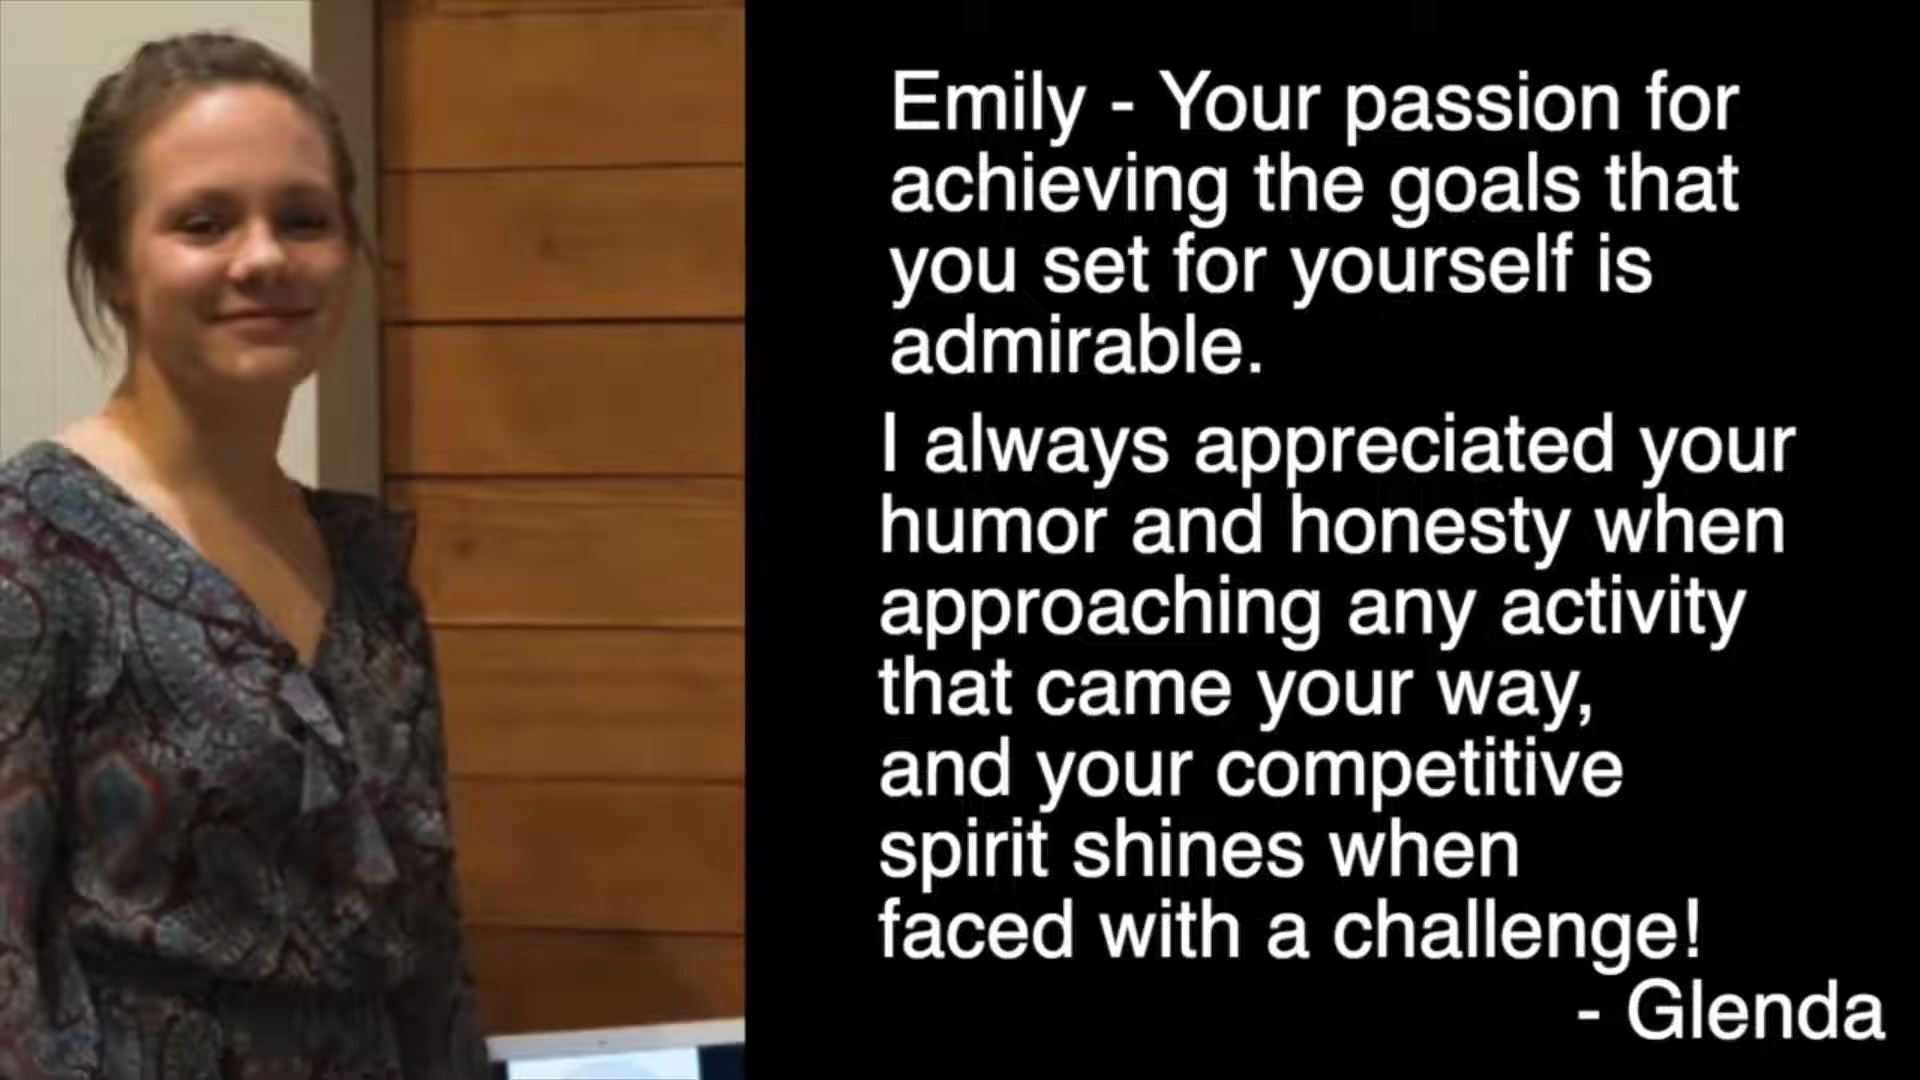 Emily - Your passion for
achieving the goals that
you set for yourself is
admirable.
I always appreciated your
humor and honesty when
approaching any activity
that came your way,
and your competitive
spirit shines when
faced with a challenge!
- Glenda